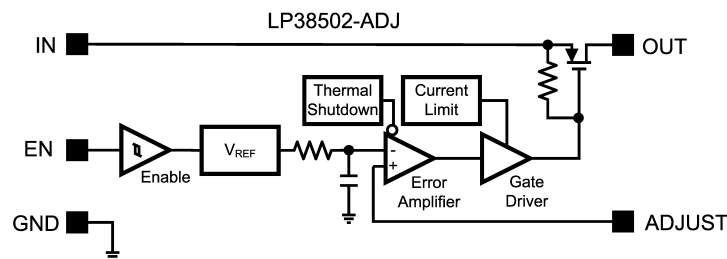 LP38502-ADJ
IN
OUT
Thermal
Shutdown
Current
Limit
EN
Enable
VREF
-
+
Error
Amplifier
Gate
Driver
GND
ADJUST